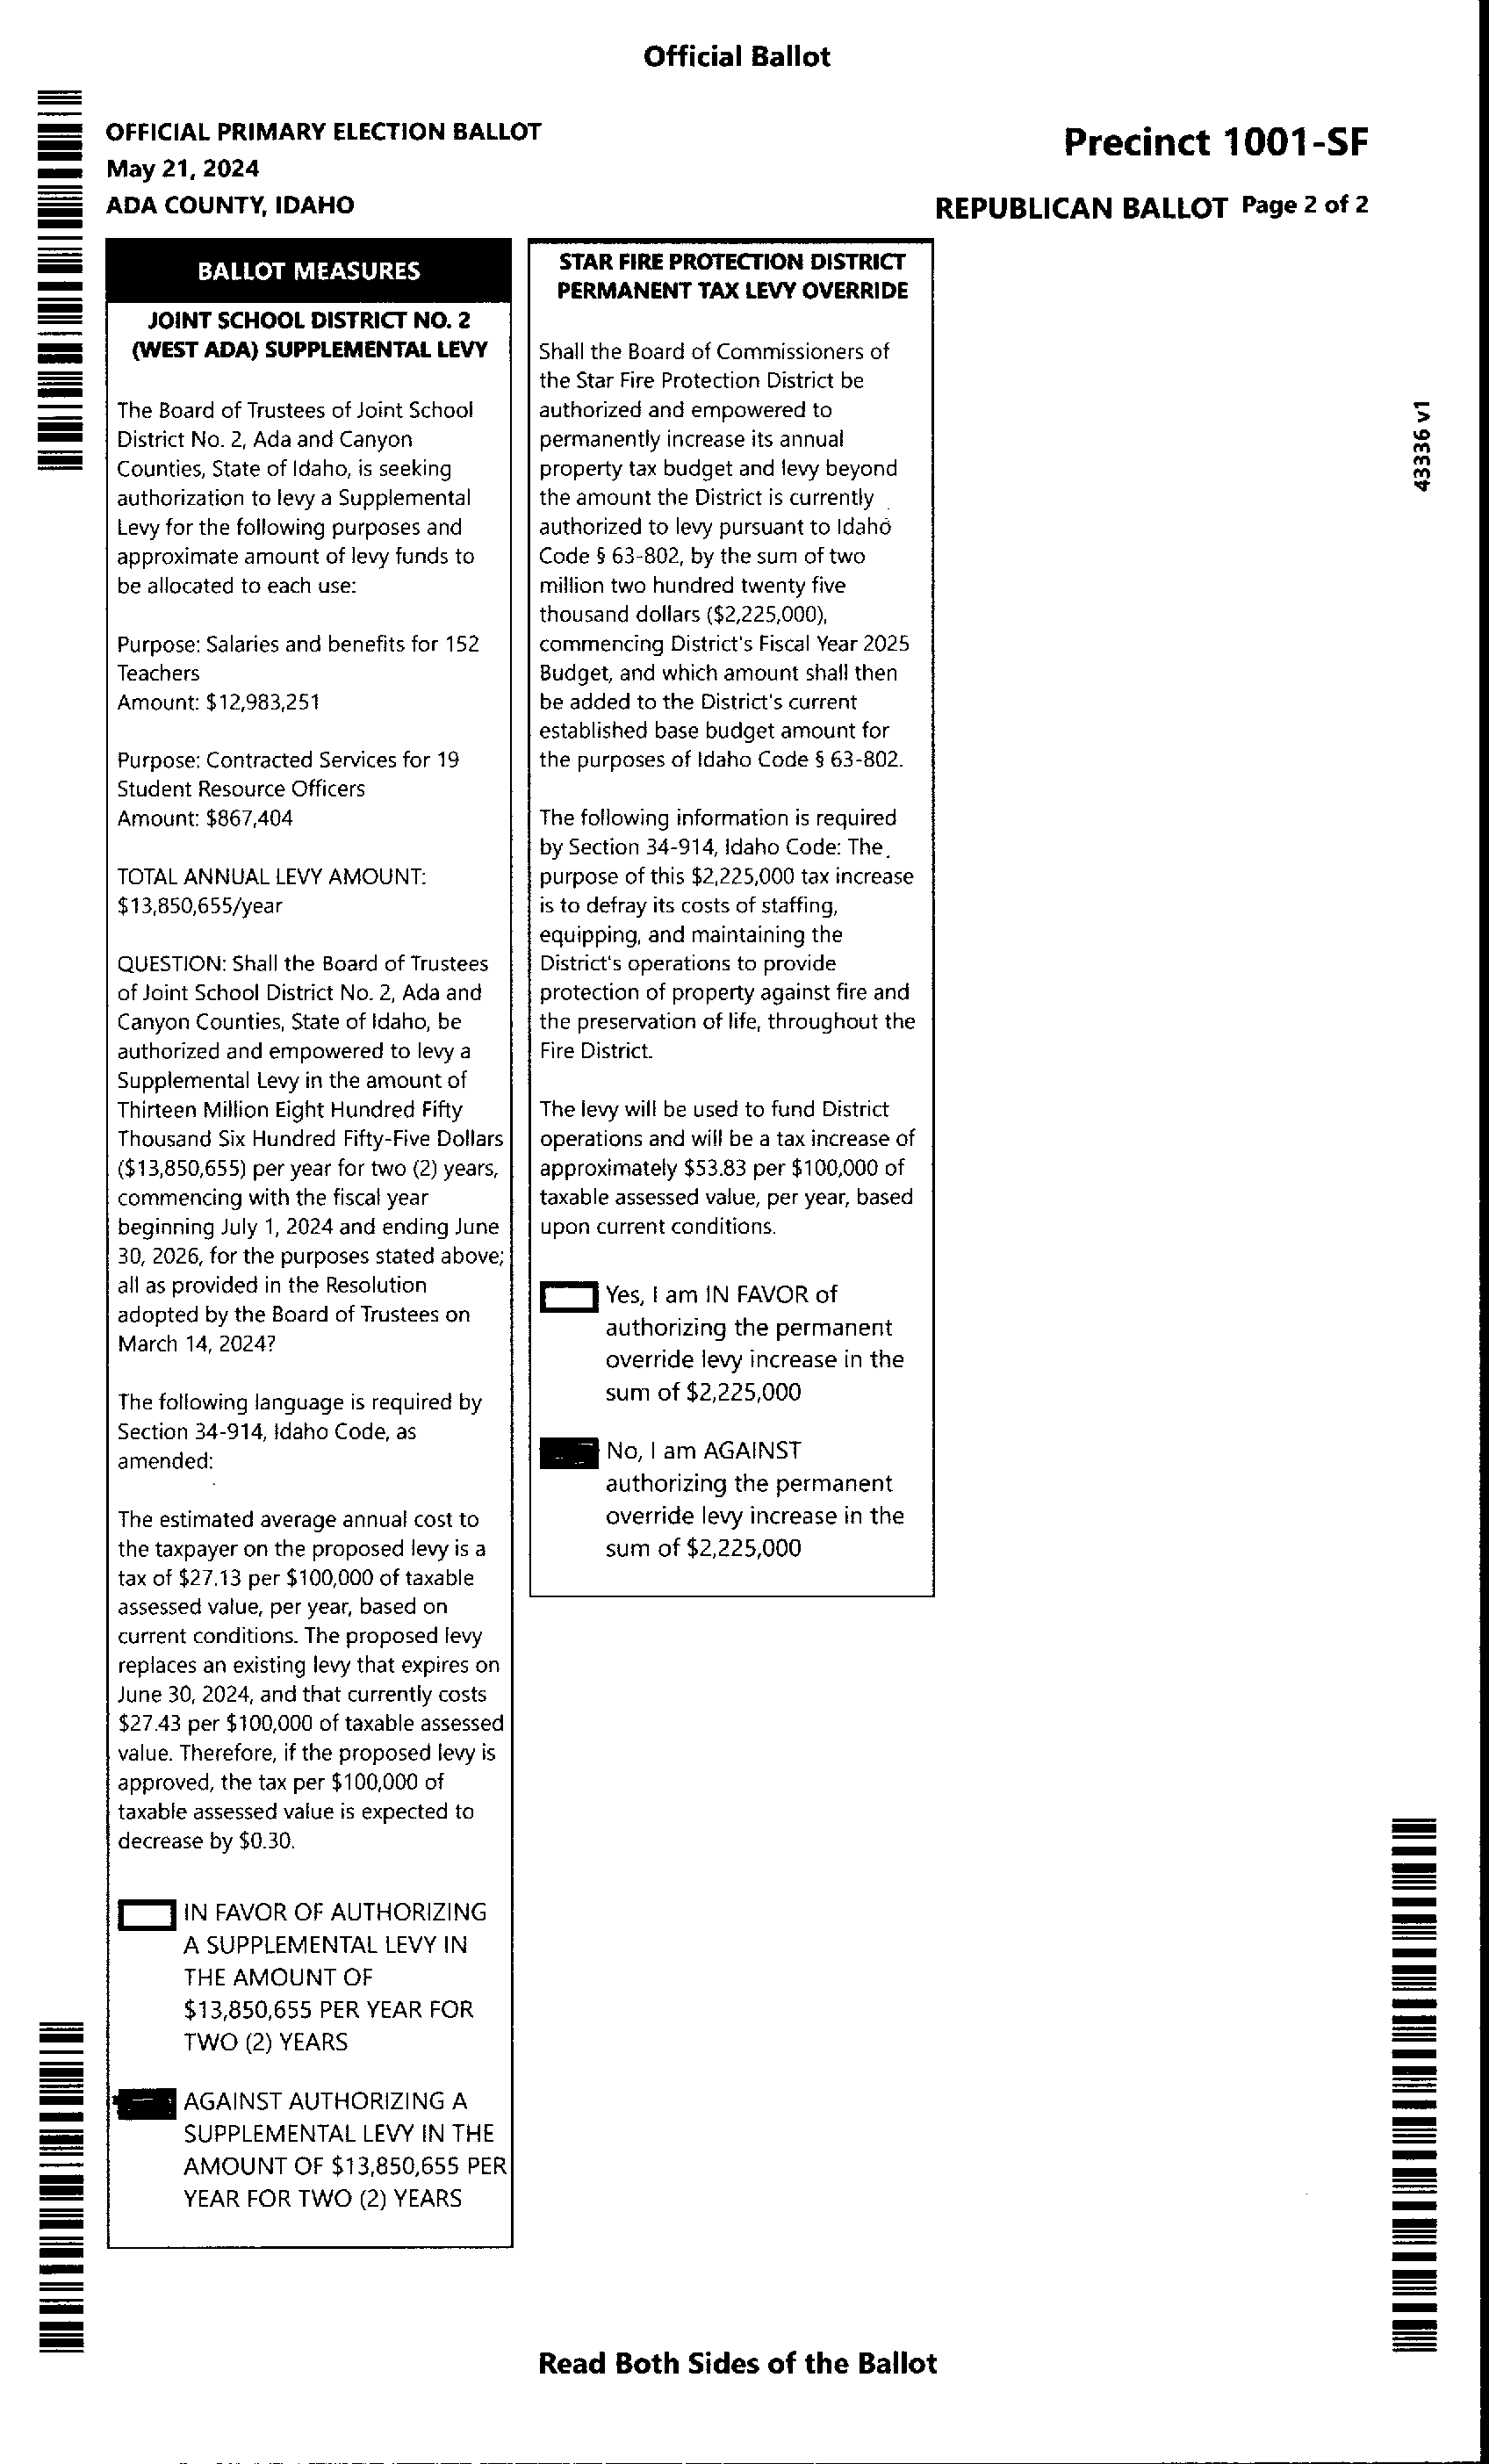 Official Ballot
OFFICIAL PRIMARY ELECTION BALLOT
May 21, 2024
ADA COUNTY, IDAHO
Precinct 1001-SF
REPUBLICAN BALLOT Page 2 of 2
BALLOT MEASURES
JOINT SCHOOL DISTRICT NO. 2
(WEST ADA) SUPPLEMENTAL LEVY
The Board of Trustees of Joint School
District No. 2, Ada and Canyon
Counties, State of Idaho, is seeking
authorization to levy a Supplemental
Levy for the following purposes and
approximate amount of levy funds to
be allocated to each use:
Purpose: Salaries and benefits for 152
Teachers
Amount: $12,983,251
Purpose: Contracted Services for 19
Student Resource Officers
Amount: $867,404
TOTAL ANNUAL LEVY AMOUNT:
$13,850,655/year
QUESTION: Shall the Board of Trustees
of Joint School District No. 2, Ada and
Canyon Counties, State of Idaho, be
authorized and empowered to levy a
Supplemental Levy in the amount of
Thirteen Million Eight Hundred Fifty
Thousand Six Hundred Fifty-Five Dollars
($13,850,655) per year for two (2) years,
commencing with the fiscal year
beginning July 1, 2024 and ending June
30, 2026, for the purposes stated above;
all as provided in the Resolution
adopted by the Board of Trustees on
March 14, 2024?
The following language is required by
Section 34-914, Idaho Code, as
amended:
The estimated average annual cost to
the taxpayer on the proposed levy is a
tax of $27.13 per $100,000 of taxable
assessed value, per year, based on
current conditions. The proposed levy
replaces an existing levy that expires on
June 30, 2024, and that currently costs
$27.43 per $100,000 of taxable assessed
value. Therefore, if the proposed levy is
approved, the tax per $100,000 of
taxable assessed value is expected to
decrease by $0.30.
IN FAVOR OF AUTHORIZING
A SUPPLEMENTAL LEVY IN
THE AMOUNT OF
$13,850,655 PER YEAR FOR
TWO (2) YEARS
AGAINST AUTHORIZING A
SUPPLEMENTAL LEVY IN THE
AMOUNT OF $13,850,655 PER
YEAR FOR TWO (2) YEARS
STAR FIRE PROTECTION DISTRICT
PERMANENT TAX LEVY OVERRIDE
Shall the Board of Commissioners of
the Star Fire Protection District be
authorized and empowered to
permanently increase its annual
property tax budget and levy beyond
the amount the District is currently
authorized to levy pursuant to Idaho
Code § 63-802, by the sum of two
million two hundred twenty five
thousand dollars ($2,225,000),
commencing District's Fiscal Year 2025
Budget, and which amount shall then
be added to the District's current
established base budget amount for
the purposes of Idaho Code § 63-802.
The following information is required
by Section 34-914, Idaho Code: The
purpose of this $2,225,000 tax increase
is to defray its costs of staffing,
equipping, and maintaining the
District's operations to provide
protection of property against fire and
the preservation of life, throughout the
Fire District.
The levy will be used to fund District
operations and will be a tax increase of
approximately $53.83 per $100,000 of
taxable assessed value, per year, based
upon current conditions.
Yes, I am IN FAVOR of
authorizing the permanent
override levy increase in the
sum of $2,225,000
No, I am AGAINST
authorizing the permanent
override levy increase in the
sum of $2,225,000
43336 v1
Read Both Sides of the Ballot